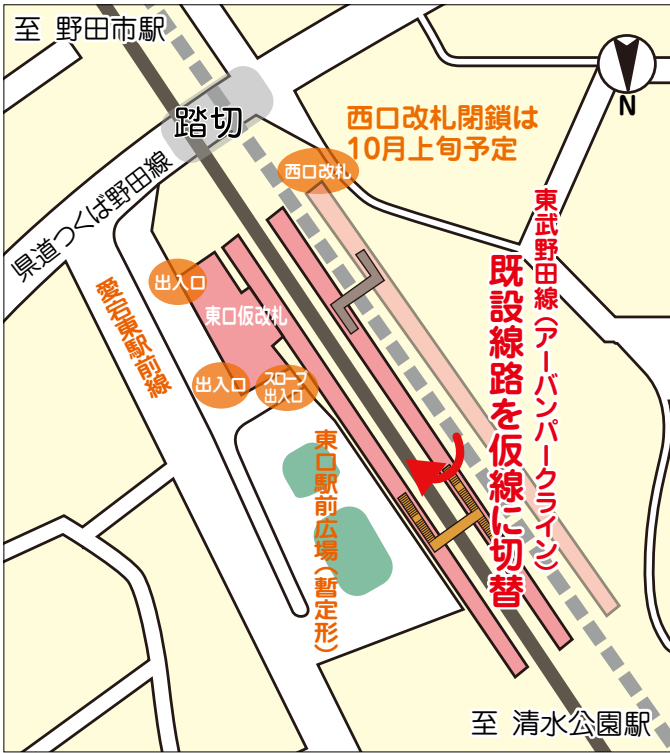 至 野田市駅
踏切
N
西口改札閉鎖は
10月上旬予定
西口改札
県道つくば野田線
出入口
東口仮改札
愛宕東駅前線
出入口
スロープ
出入口
東武野田線(アーバンパークライン)
既設線路を仮線に切替
東口駅前広場(暫定形)
至 清水公園駅